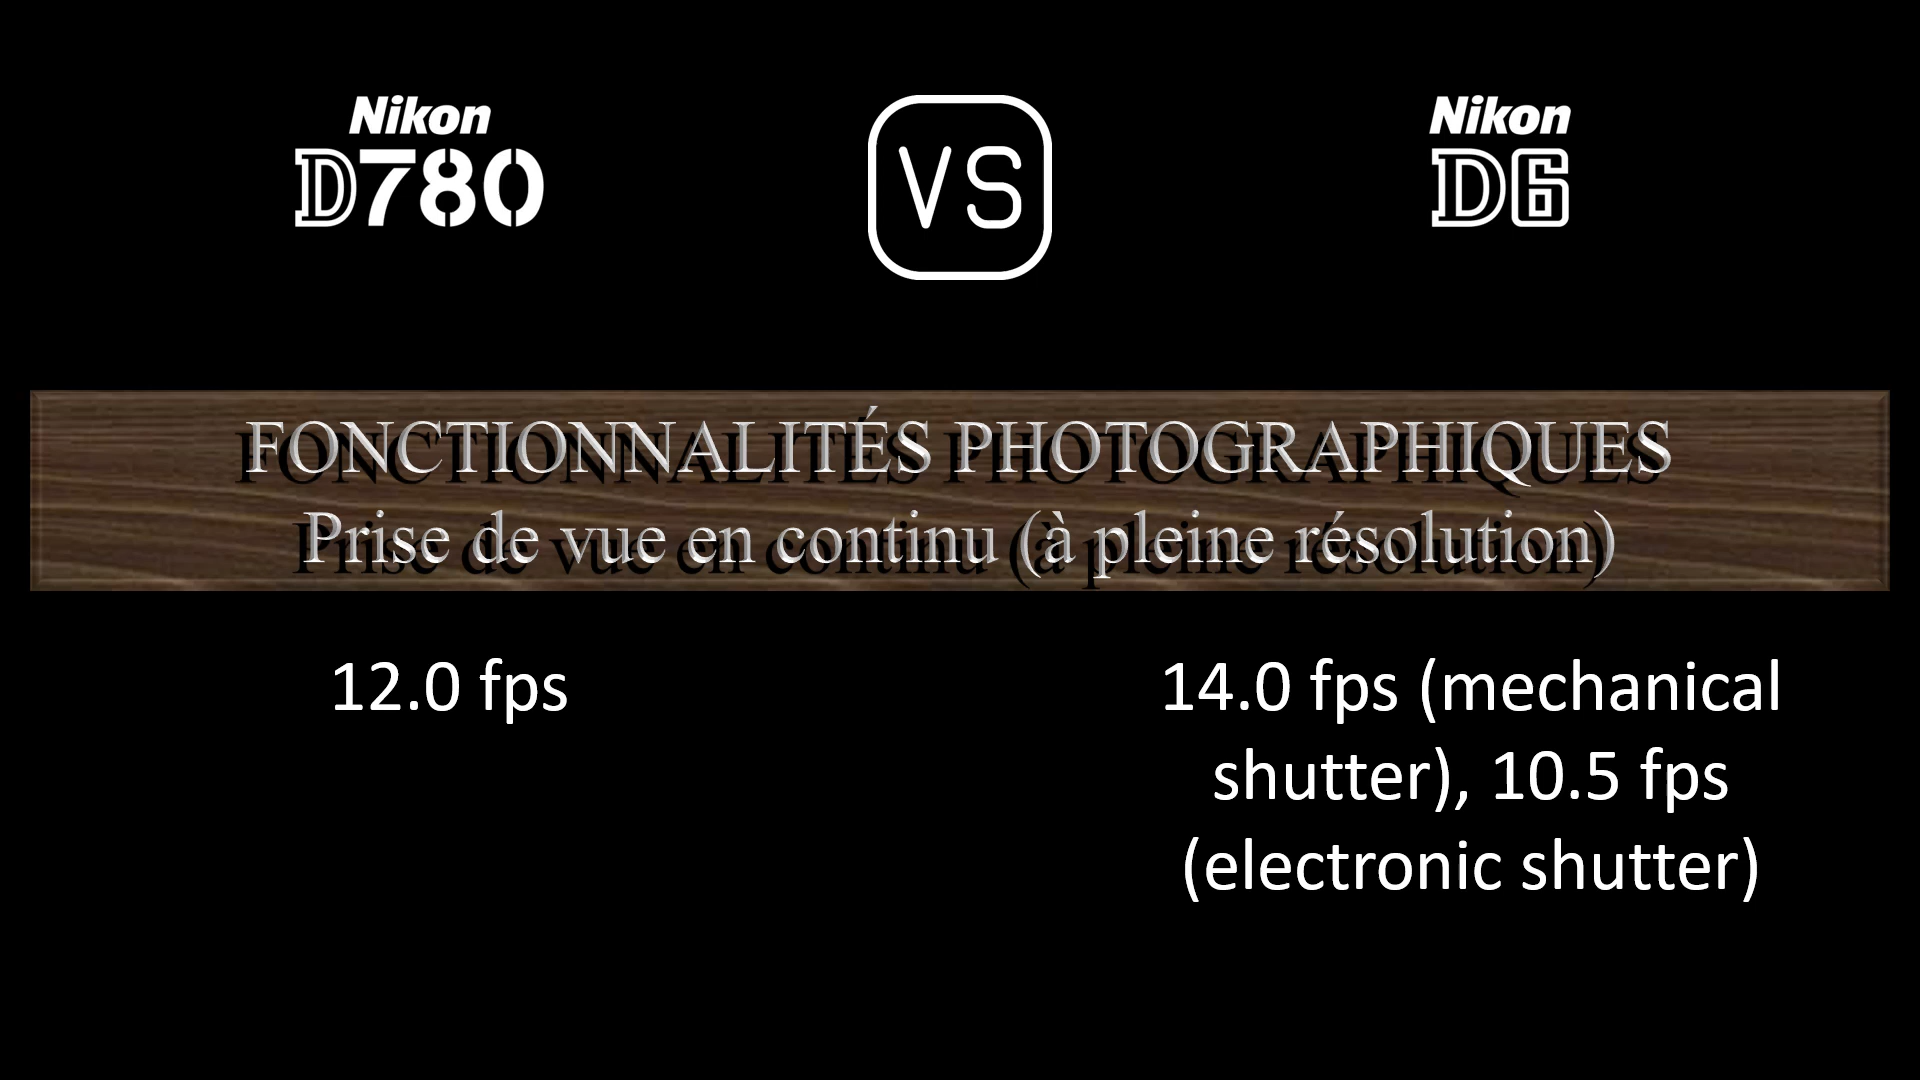 Nikon
D780
VS
Nikon
D6
FONCTIONNALITÉS PHOTOGRAPHIQUES
Prise de vue en continu (à pleine résolution)
12.0 fps
14.0 fps (mechanical
shutter), 10.5 fps
(electronic shutter)